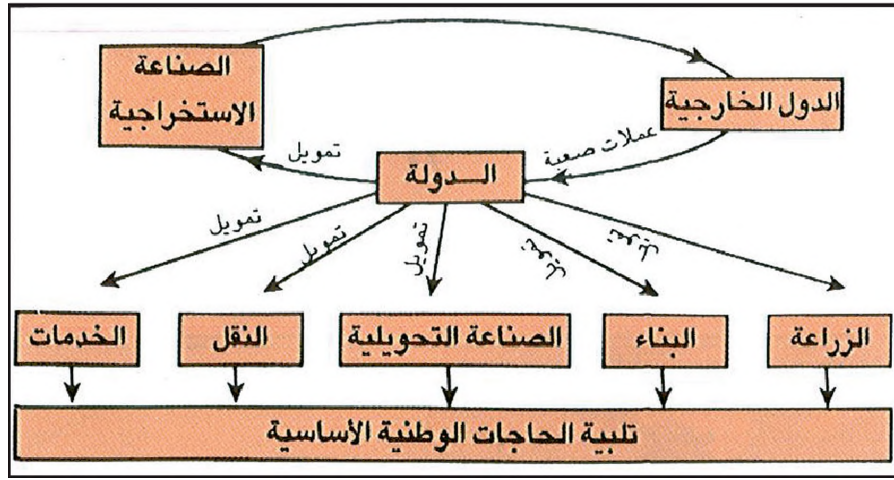 الصناعة
الاستخراجية
الدول الخارجية
عملات صعبة
تمويل
الـدولة
تمويل
تمويل
تمويل
تمويل
تمويل
الزراعة
البناء
الصناعة التحويلية
النقل
الخدمات
تلبية الحاجات الوطنية الأساسية